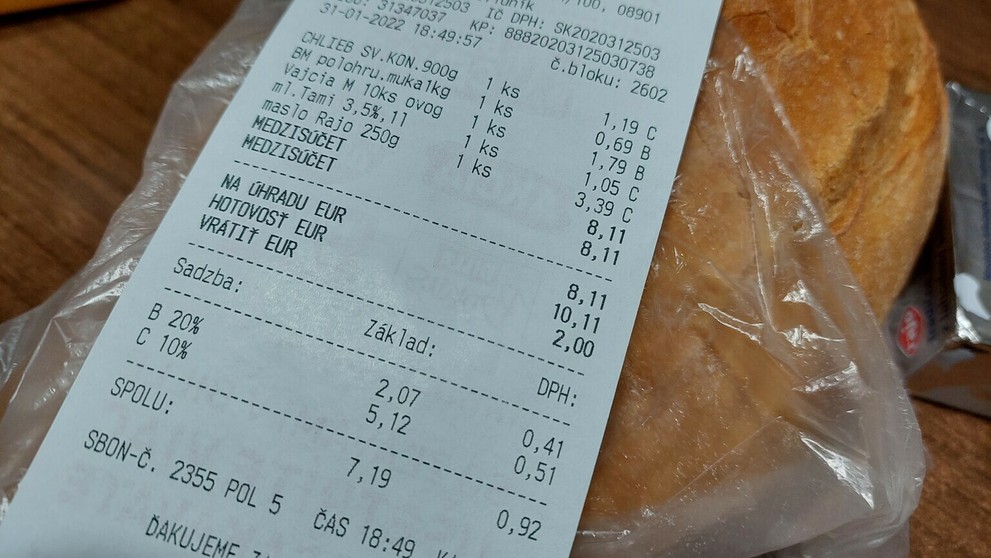 /100, 08901
IČ DPH: SK2020312503
31347037 KP: 88820203125030738
31-01-2022 18:49:57 č.bloku: 2602
CHLIEB SV.KON.900g 1 ks 1,19 C
BM polohru.muka1kg 1 ks 0,69 B
Vajcia M 10ks ovog 1 ks 1,79 B
ml.Tami 3,5%,1l 1 ks 1,05 C
maslo Rajo 250g 1 ks 3,39 C
MEDZISÚČET 8,11
MEDZISÚČET 8,11
NA ÚHRADU EUR 8,11
HOTOVOSŤ EUR 10,11
VRÁTIŤ EUR 2,00
Sadzba: Základ: DPH:
B 20% 2,07 0,41
C 10% 5,12 0,51
SPOLU: 7,19 0,92
SBON-č. 2355 POL 5 ČAS 18:49
ĎAKUJEME